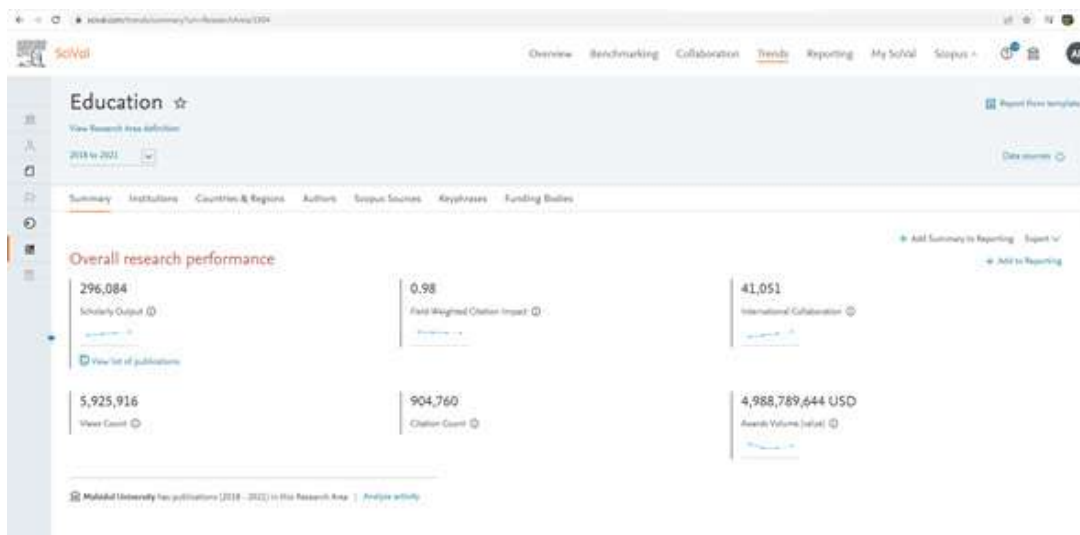 SciVal
Overview Benchmarking Collaboration Trends Reporting My SciVal Scopus
Education
View Research Area definition
Report from template
2018 to 2021
Data sources
Summary Institutions Countries & Regions Authors Scopus Sources Keyphrases Funding Bodies
+ Add Summary to Reporting Export
Overall research performance
+ Add to Reporting
296,084 0.98 41,051
Scholarly Output Field-Weighted Citation Impact International Collaboration
View list of publications
5,925,916 904,760 4,988,789,644 USD
Views Count Citation Count Awards Volume (value)
Mahidol University has publications (2018 - 2021) in this Research Area | Analyze activity